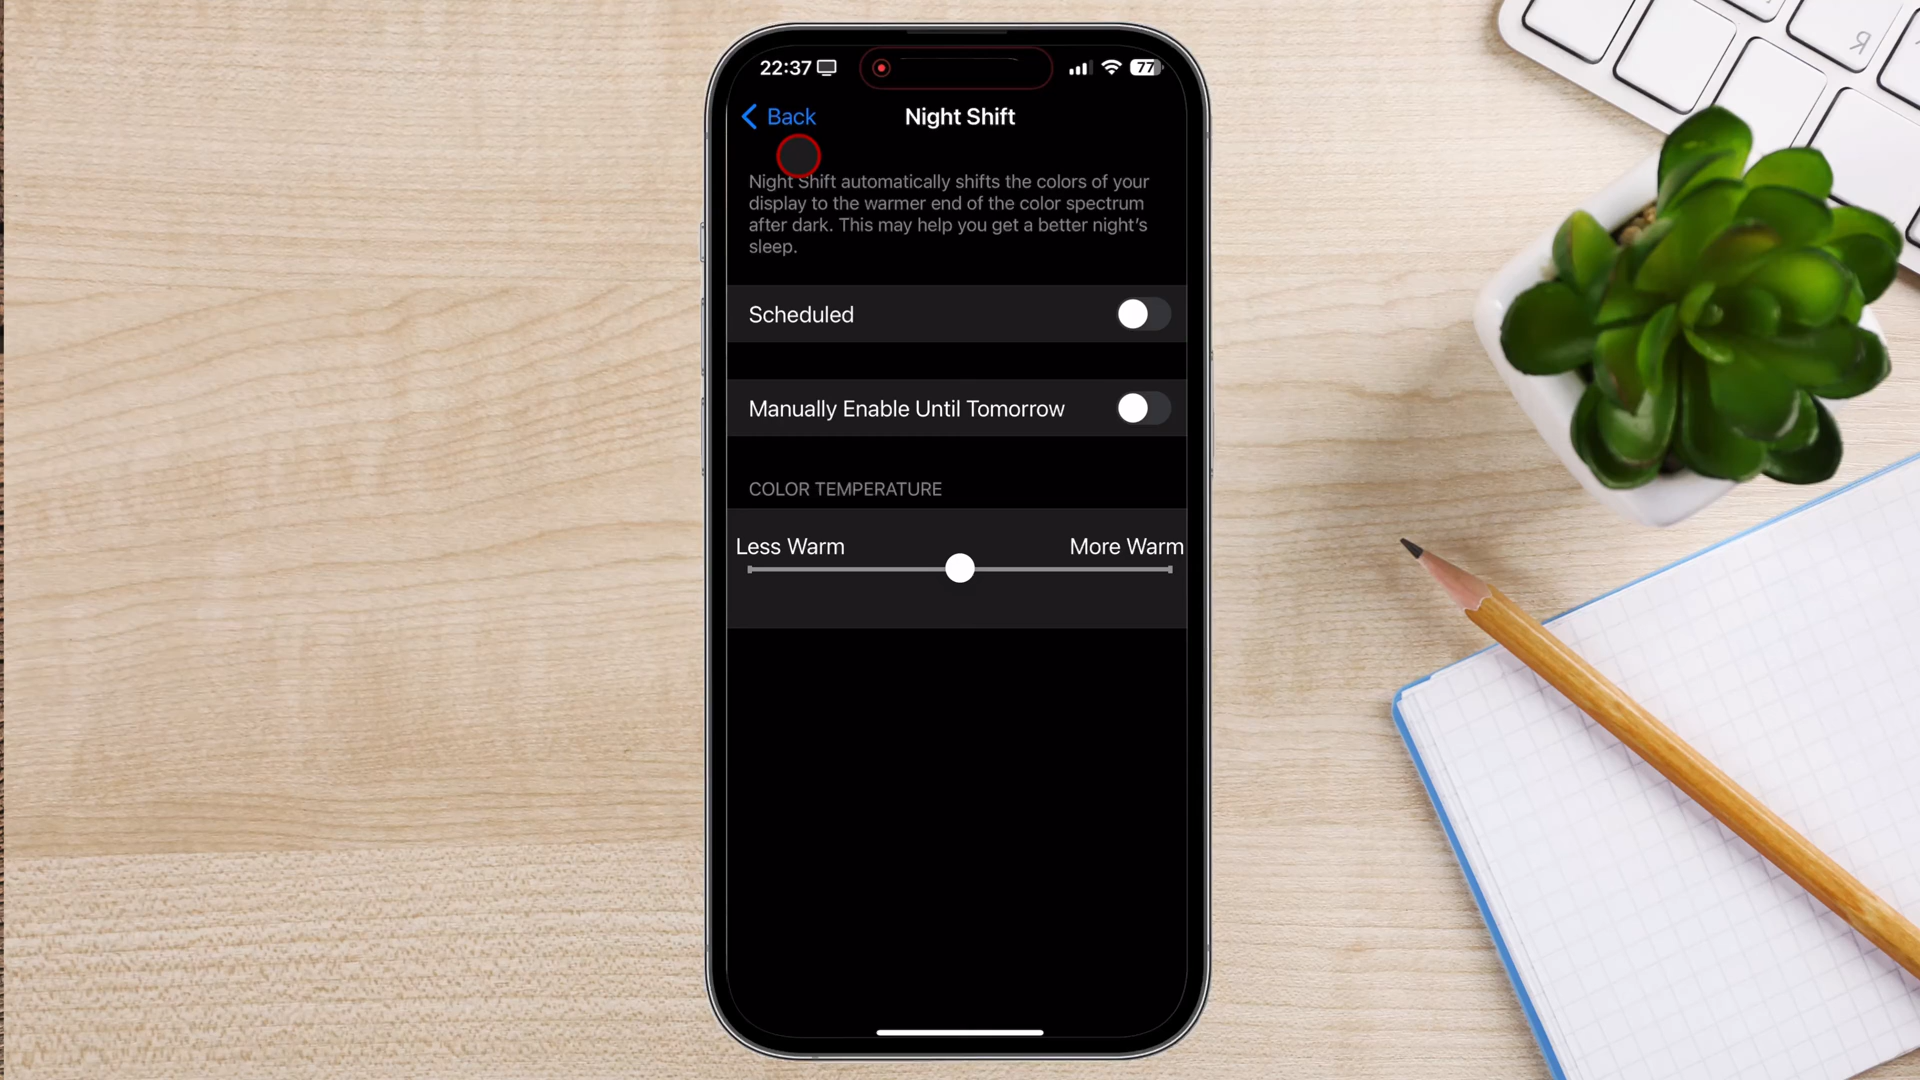 22:37
77
Back
Night Shift
Night Shift automatically shifts the colors of your
display to the warmer end of the color spectrum
after dark. This may help you get a better night's
sleep.
Scheduled
Manually Enable Until Tomorrow
COLOR TEMPERATURE
Less Warm
More Warm
R